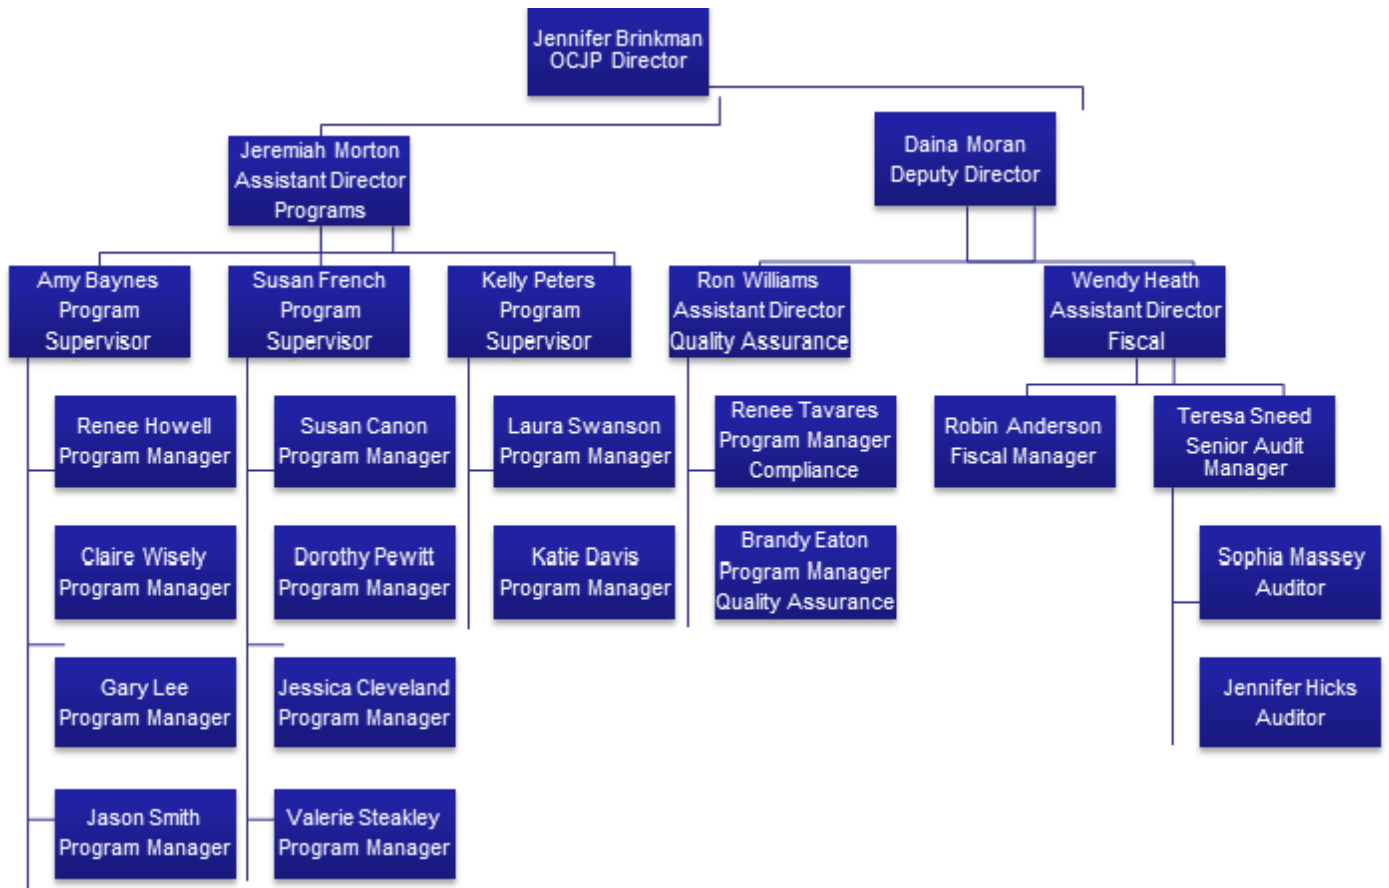 Jennifer Brinkman
OCJP Director
Jeremiah Morton
Assistant Director
Programs
Daina Moran
Deputy Director
Amy Baynes
Program
Supervisor
Susan French
Program
Supervisor
Kelly Peters
Program
Supervisor
Ron Williams
Assistant Director
Quality Assurance
Wendy Heath
Assistant Director
Fiscal
Renee Howell
Program Manager
Susan Canon
Program Manager
Laura Swanson
Program Manager
Renee Tavares
Program Manager
Compliance
Robin Anderson
Fiscal Manager
Teresa Sneed
Senior Audit
Manager
Claire Wisely
Program Manager
Dorothy Pewitt
Program Manager
Katie Davis
Program Manager
Brandy Eaton
Program Manager
Quality Assurance
Sophia Massey
Auditor
Gary Lee
Program Manager
Jessica Cleveland
Program Manager
Jennifer Hicks
Auditor
Jason Smith
Program Manager
Valerie Steakley
Program Manager